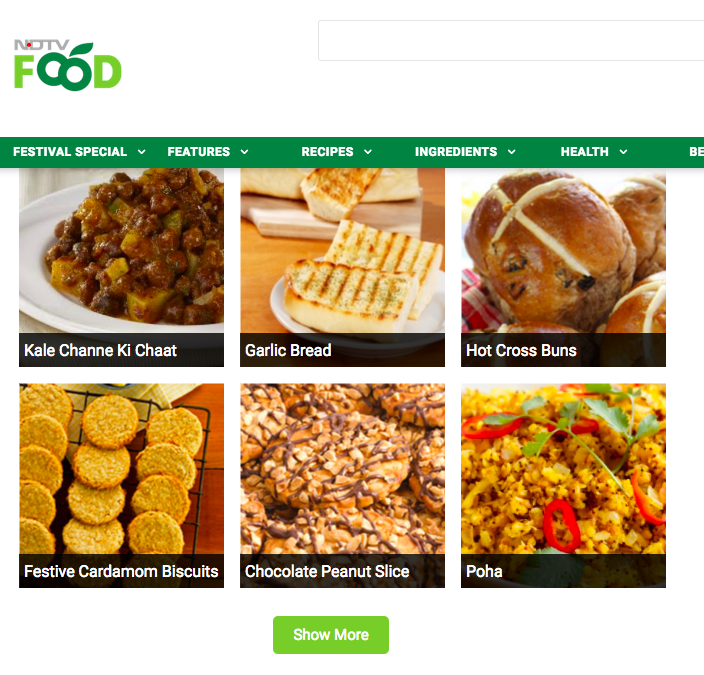 NDTV
FOOD
FESTIVAL SPECIAL FEATURES RECIPES INGREDIENTS HEALTH BE
Kale Channe Ki Chaat Garlic Bread Hot Cross Buns
Festive Cardamom Biscuits Chocolate Peanut Slice Poha
Show More